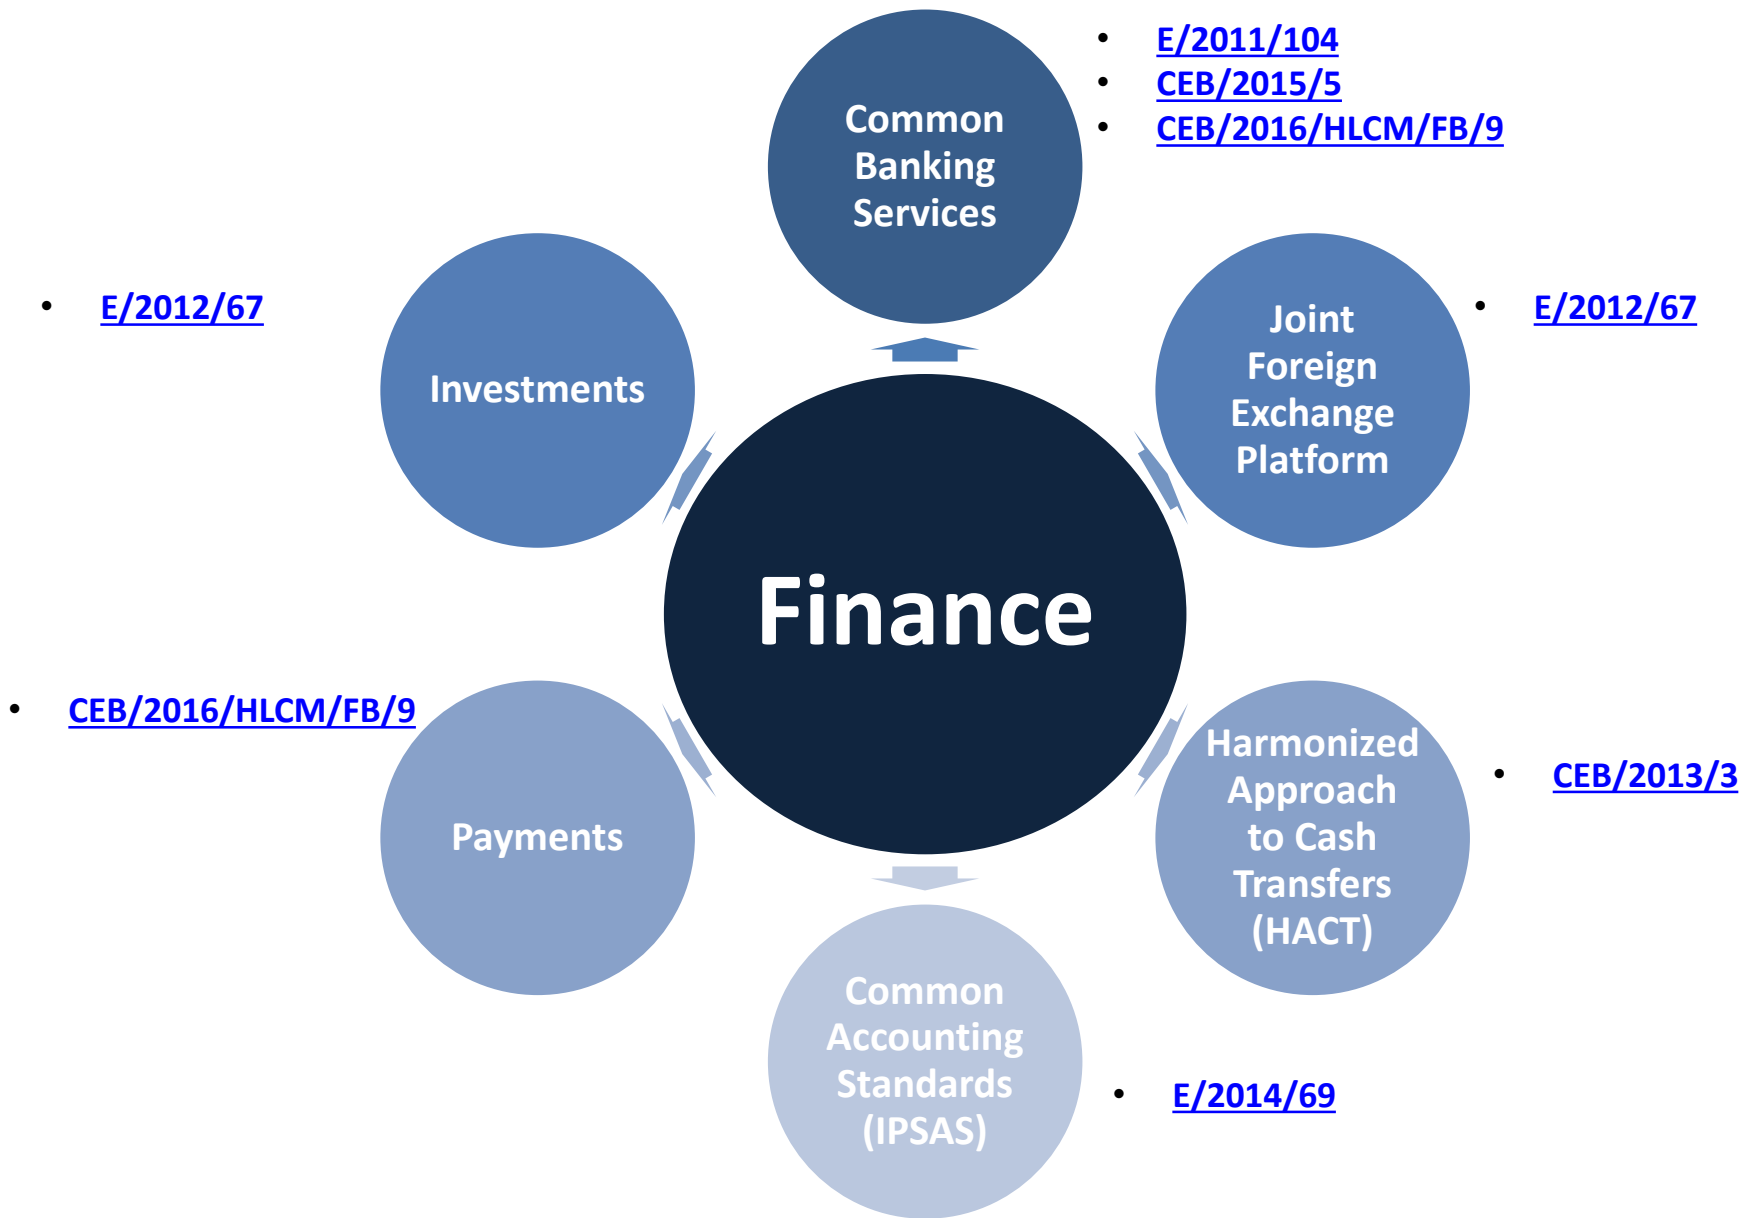 • E/2011/104
• CEB/2015/5
• CEB/2016/HLCM/FB/9
Common
Banking
Services
• E/2012/67
Investments
Joint
Foreign
Exchange
Platform
• E/2012/67
Finance
• CEB/2016/HLCM/FB/9
Payments
Harmonized
Approach
to Cash
Transfers
(HACT)
• CEB/2013/3
Common
Accounting
Standards
(IPSAS)
• E/2014/69